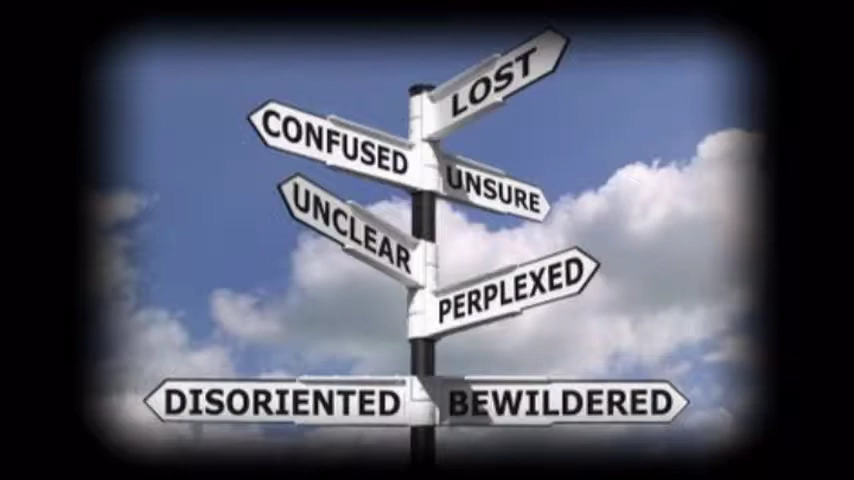 LOST
CONFUSED
UNSURE
UNCLEAR
PERPLEXED
DISORIENTED
BEWILDERED